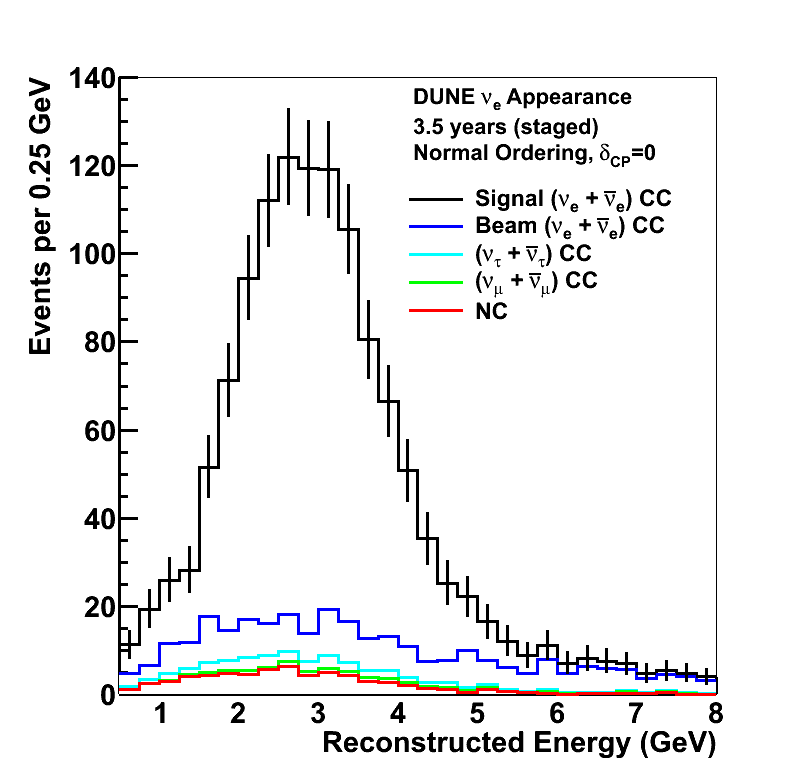 DUNE νe Appearance
3.5 years (staged)
Normal Ordering, δCP=0
Signal (νe + ν̅e) CC
Beam (νe + ν̅e) CC
(ντ + ν̅τ) CC
(νμ + ν̅μ) CC
NC
Events per 0.25 GeV
140
120
100
80
60
40
20
0
1 2 3 4 5 6 7 8
Reconstructed Energy (GeV)